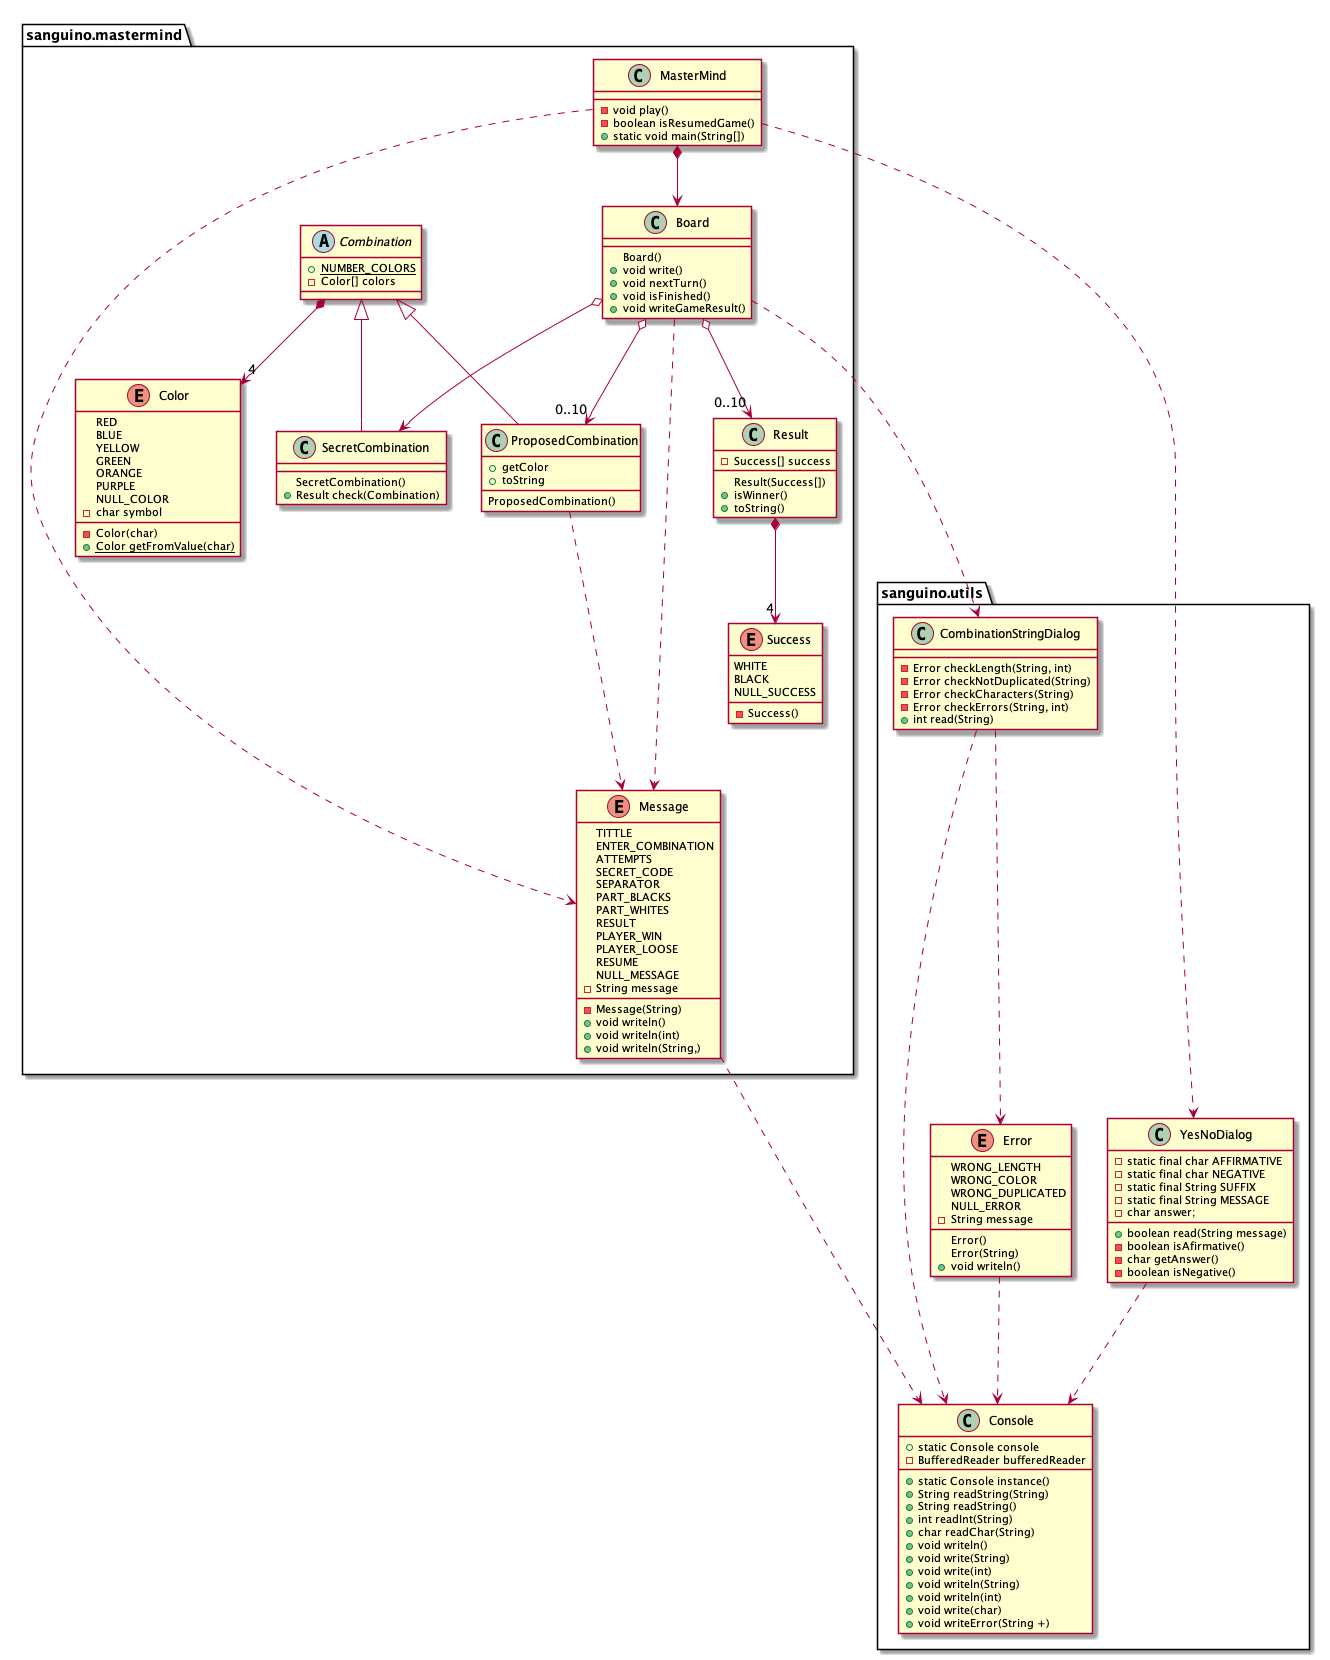 sanguino.mastermind
C MasterMind
void play()
boolean isResumedGame()
static void main(String[])
C Board
Board()
void write()
void nextTurn()
void isFinished()
void writeGameResult()
A Combination
NUMBER_COLORS
Color[] colors
4
0..10
0..10
E Color
RED
BLUE
YELLOW
GREEN
ORANGE
PURPLE
NULL_COLOR
char symbol
Color(char)
Color getFromValue(char)
C SecretCombination
SecretCombination()
Result check(Combination)
C ProposedCombination
getColor
toString
ProposedCombination()
C Result
Success[] success
Result(Success[])
isWinner()
toString()
4
E Success
WHITE
BLACK
NULL_SUCCESS
Success()
sanguino.utils
C CombinationStringDialog
Error checkLength(String, int)
Error checkNotDuplicated(String)
Error checkCharacters(String)
Error checkErrors(String, int)
int read(String)
E Message
TITTLE
ENTER_COMBINATION
ATTEMPTS
SECRET_CODE
SEPARATOR
PART_BLACKS
PART_WHITES
RESULT
PLAYER_WIN
PLAYER_LOOSE
RESUME
NULL_MESSAGE
String message
Message(String)
void writeln()
void writeln(int)
void writeln(String,)
E Error
WRONG_LENGTH
WRONG_COLOR
WRONG_DUPLICATED
NULL_ERROR
String message
Error()
Error(String)
void writeln()
C YesNoDialog
static final char AFFIRMATIVE
static final char NEGATIVE
static final String SUFFIX
static final String MESSAGE
char answer;
boolean read(String message)
boolean isAfirmative()
char getAnswer()
boolean isNegative()
C Console
static Console console
BufferedReader bufferedReader
static Console instance()
String readString(String)
String readString()
int readInt(String)
char readChar(String)
void writeln()
void write(String)
void write(int)
void writeln(String)
void writeln(int)
void write(char)
void writeError(String +)